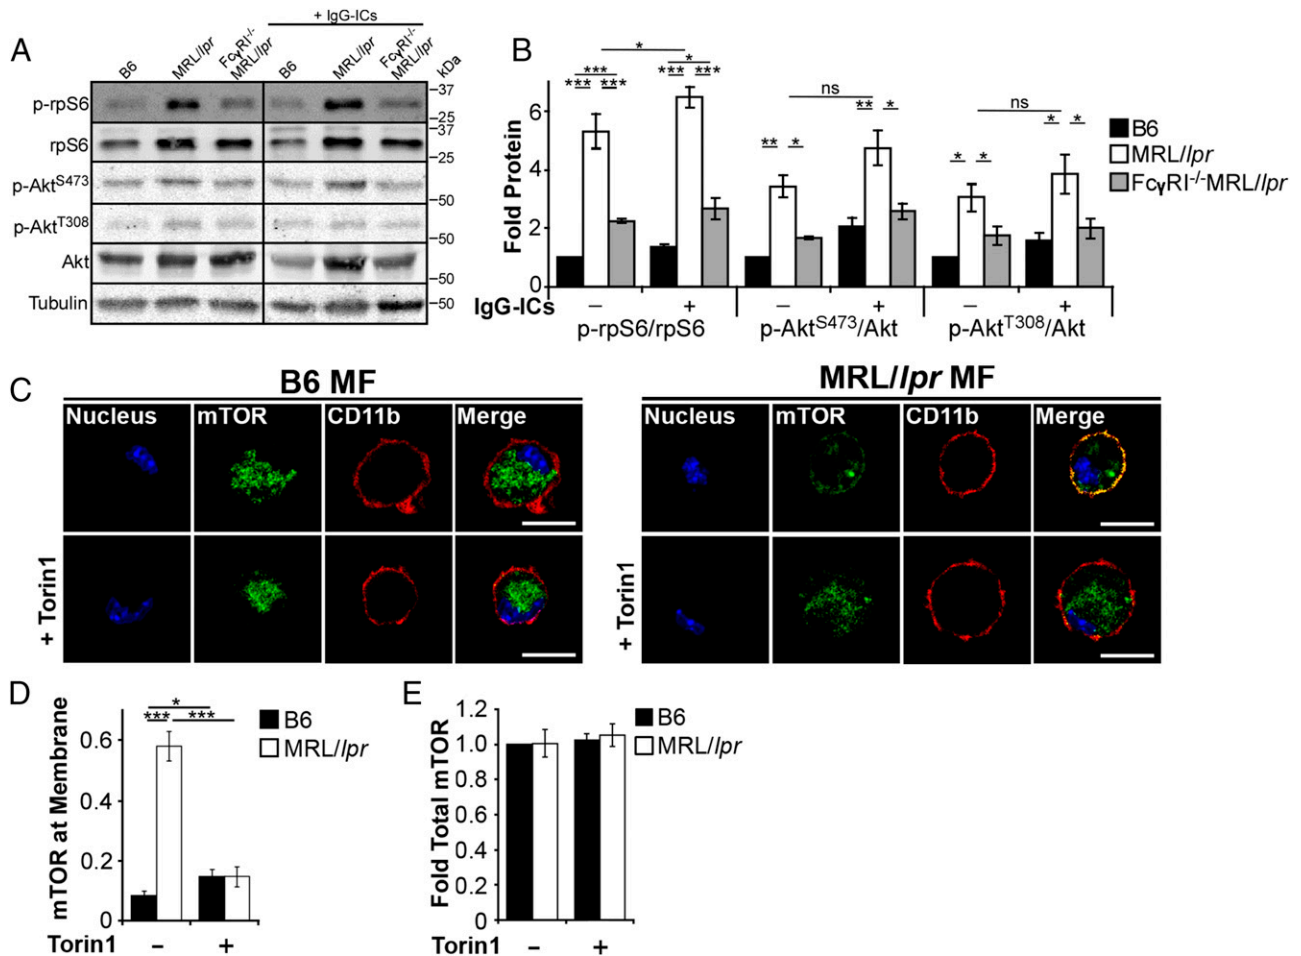 A
+ IgG-ICs
B6
MRL/lpr
FcγRI-/-
MRL/lpr
B6
MRL/lpr
FcγRI-/-
MRL/lpr
kDa
p-rpS6
37
25
rpS6
37
25
p-AktS473
50
p-AktT308
50
Akt
50
Tubulin
50
B
Fold Protein
6
4
2
0
*
***
***
***
*
***
***
ns
**
*
**
*
ns
*
*
*
*
B6
MRL/lpr
FcγRI-/-MRL/lpr
IgG-ICs – + – + – +
p-rpS6/rpS6 p-AktS473/Akt p-AktT308/Akt
C
B6 MF
MRL/lpr MF
Nucleus mTOR CD11b Merge
Nucleus mTOR CD11b Merge
+ Torin1
+ Torin1
D
mTOR at Membrane
0.6
0.4
0.2
0
*
*** ***
B6
MRL/lpr
Torin1 – +
E
Fold Total mTOR
1.2
1.0
0.8
0.6
0.4
0.2
0
B6
MRL/lpr
Torin1 – +